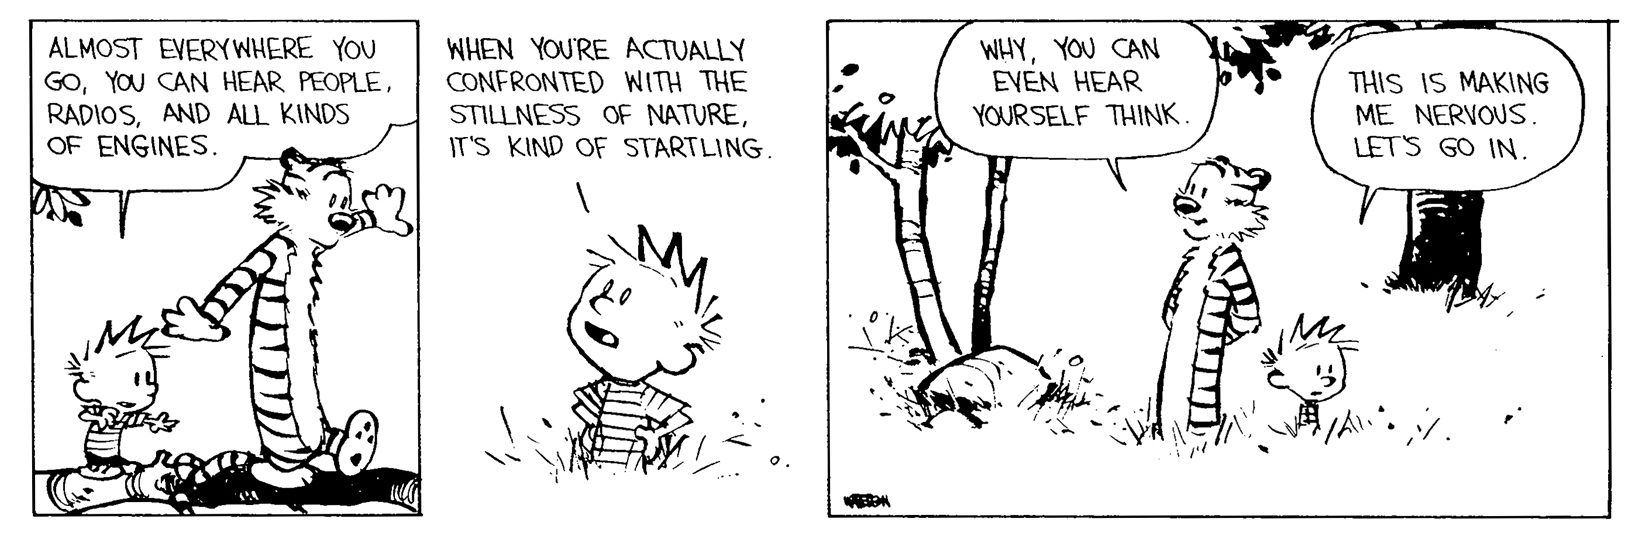 ALMOST EVERYWHERE YOU
GO, YOU CAN HEAR PEOPLE,
RADIOS, AND ALL KINDS
OF ENGINES.
WHEN YOU'RE ACTUALLY
CONFRONTED WITH THE
STILLNESS OF NATURE,
IT'S KIND OF STARTLING.
WHY, YOU CAN
EVEN HEAR
YOURSELF THINK.
THIS IS MAKING
ME NERVOUS.
LET'S GO IN.